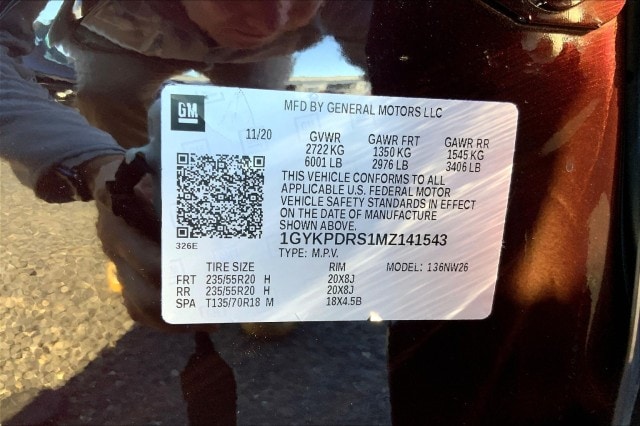 GM
MFD BY GENERAL MOTORS LLC
11/20 GVWR GAWR FRT GAWR RR
2722 KG 1350 KG 1545 KG
6001 LB 2976 LB 3406 LB
THIS VEHICLE CONFORMS TO ALL
APPLICABLE U.S. FEDERAL MOTOR
VEHICLE SAFETY STANDARDS IN EFFECT
ON THE DATE OF MANUFACTURE
SHOWN ABOVE.
326E
1GYKPDRS1MZ141543
TYPE: M.P.V.
TIRE SIZE RIM MODEL: 136NW26
FRT 235/55R20 H 20X8J
RR 235/55R20 H 20X8J
SPA T135/70R18 M 18X4.5B